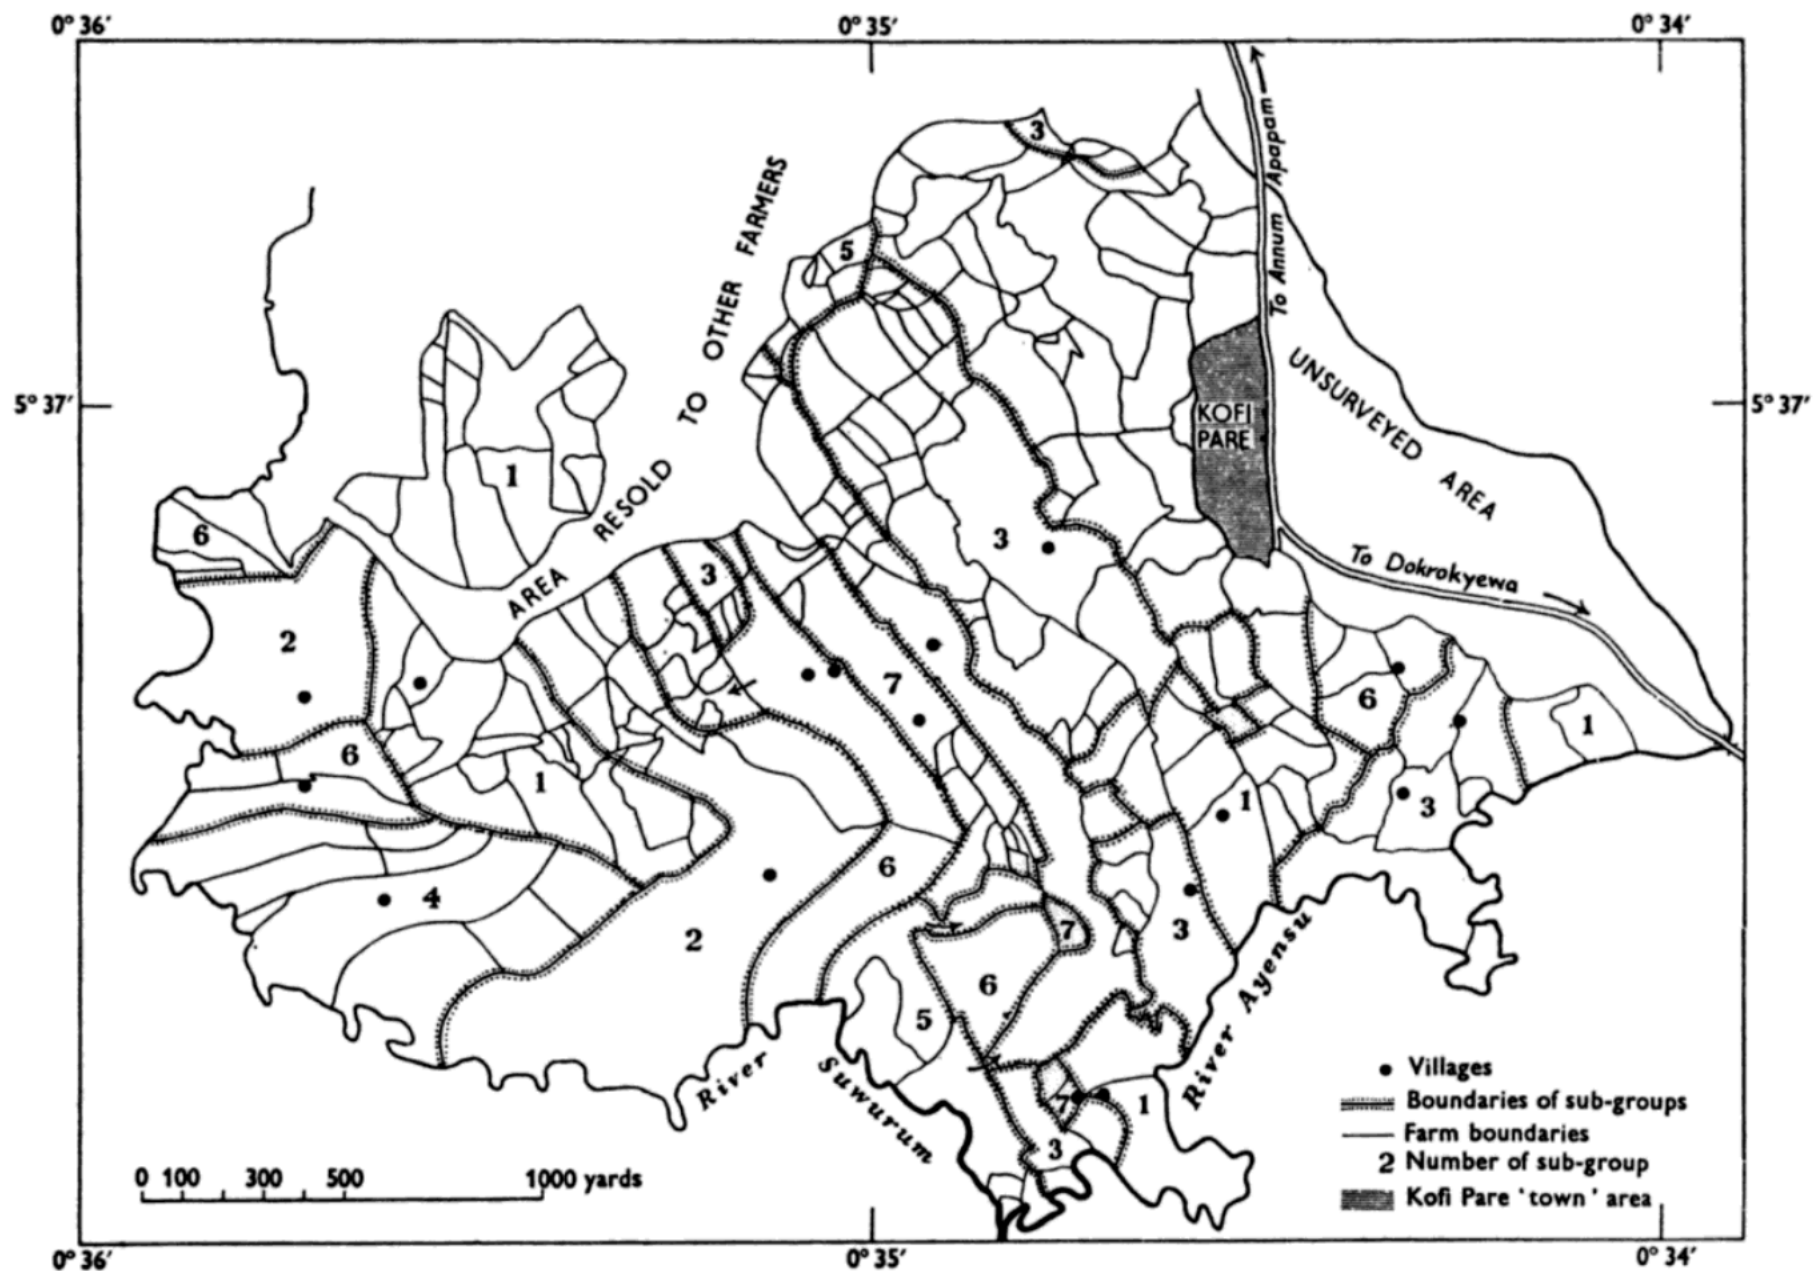 0° 36′
0° 35′
0° 34′
3
5
To Annum Apapam
AREA RESOLD TO OTHER FARMERS
UNSURVEYED AREA
5° 37′
5° 37′
KOFI
PARE
1
6
3
To Dokrokyewa
3
2
7
6
1
6
1
1
3
6
4
2
7
3
6
5
River Suwurum
River Ayensu
7
1
3
Villages
Boundaries of sub-groups
Farm boundaries
2 Number of sub-group
Kofi Pare ‘town’ area
0 100 300 500 1000 yards
0° 36′
0° 35′
0° 34′